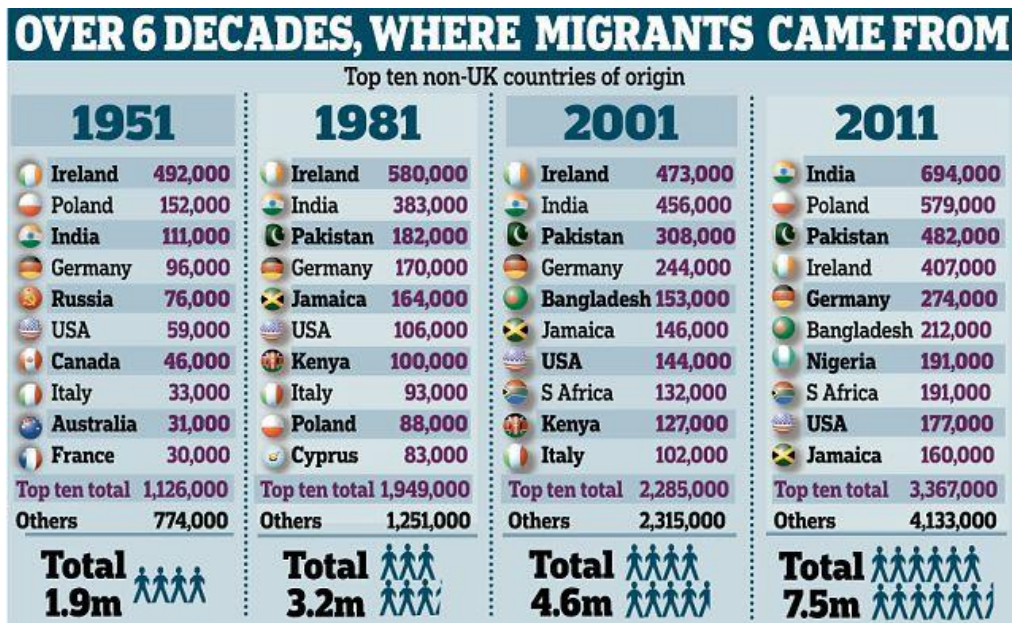 OVER 6 DECADES, WHERE MIGRANTS CAME FROM
Top ten non-UK countries of origin
1951
Ireland 492,000
Poland 152,000
India 111,000
Germany 96,000
Russia 76,000
USA 59,000
Canada 46,000
Italy 33,000
Australia 31,000
France 30,000
Top ten total 1,126,000
Others 774,000
Total
1.9m
1981
Ireland 580,000
India 383,000
Pakistan 182,000
Germany 170,000
Jamaica 164,000
USA 106,000
Kenya 100,000
Italy 93,000
Poland 88,000
Cyprus 83,000
Top ten total 1,949,000
Others 1,251,000
Total
3.2m
2001
Ireland 473,000
India 456,000
Pakistan 308,000
Germany 244,000
Bangladesh 153,000
Jamaica 146,000
USA 144,000
S Africa 132,000
Kenya 127,000
Italy 102,000
Top ten total 2,285,000
Others 2,315,000
Total
4.6m
2011
India 694,000
Poland 579,000
Pakistan 482,000
Ireland 407,000
Germany 274,000
Bangladesh 212,000
Nigeria 191,000
S Africa 191,000
USA 177,000
Jamaica 160,000
Top ten total 3,367,000
Others 4,133,000
Total
7.5m